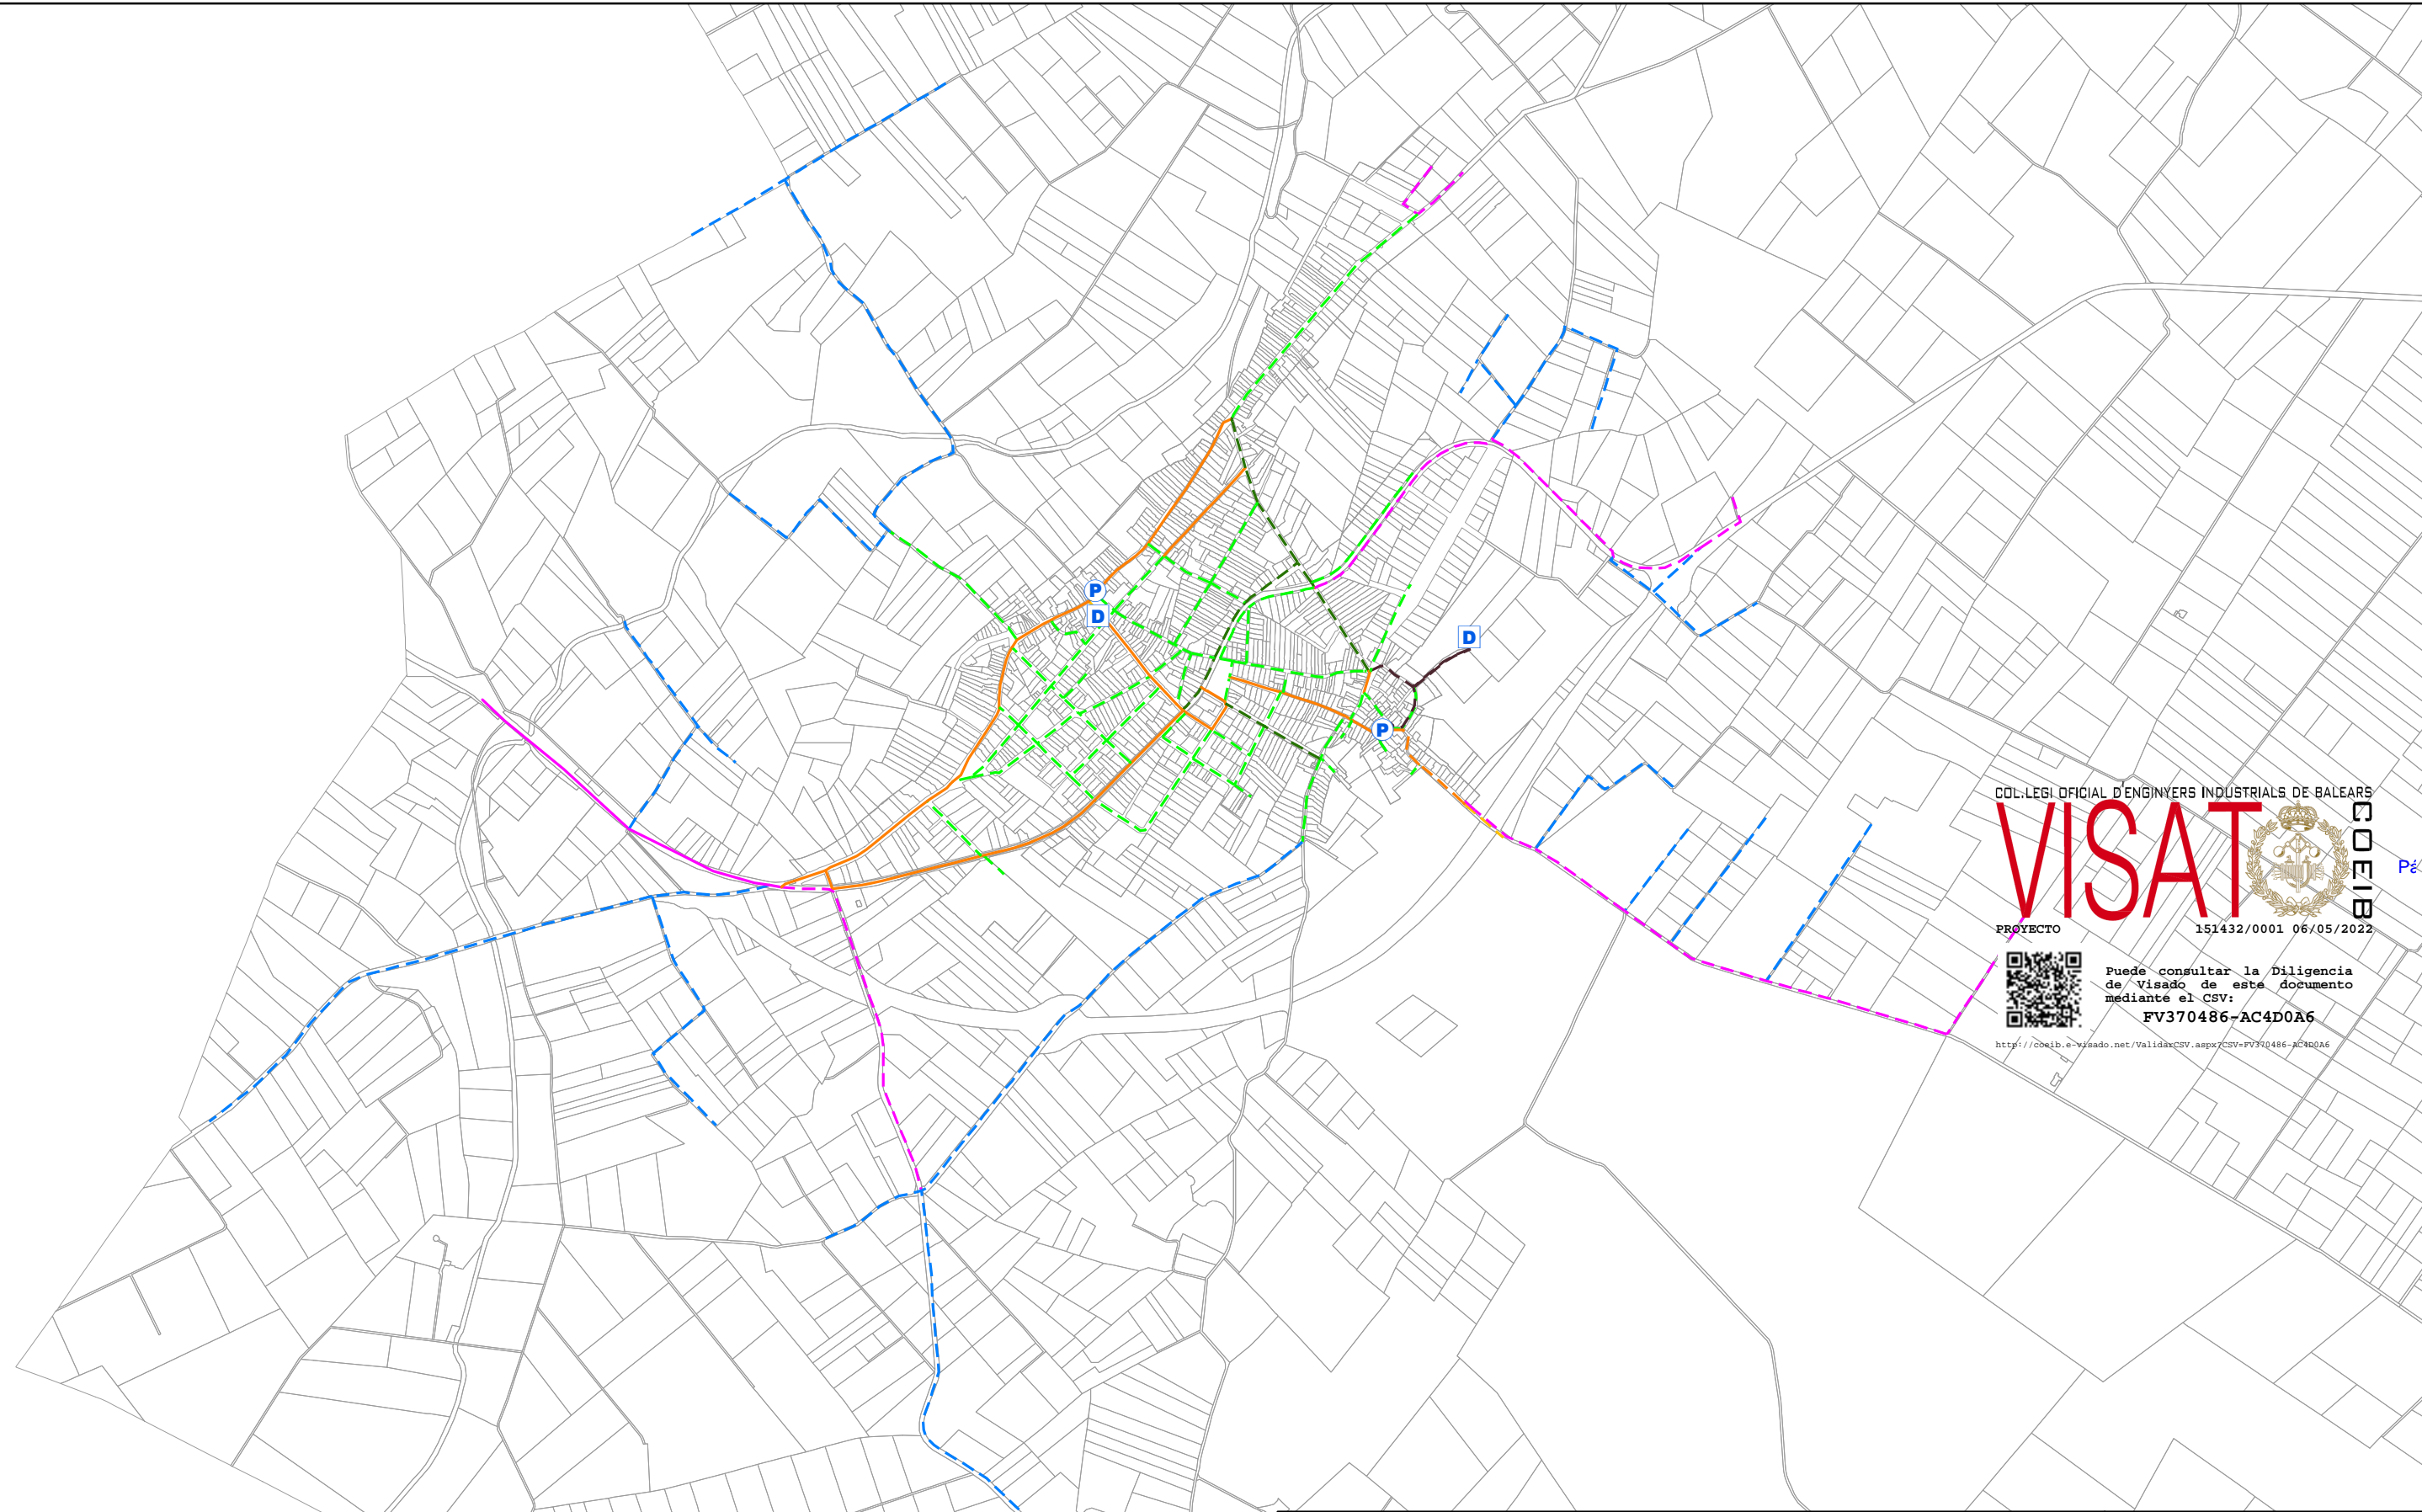 P
D
D
P
COL.LEGI OFICIAL D'ENGINYERS INDUSTRIALS DE BALEARS
VISAT
COEIB
PROYECTO 151432/0001 06/05/2022
Puede consultar la Diligencia
de Visado de este documento
mediante el CSV:
FV370486-AC4D0A6
http://coeib.e-visado.net/ValidarCSV.aspx?CSV=FV370486-AC4D0A6
Pá